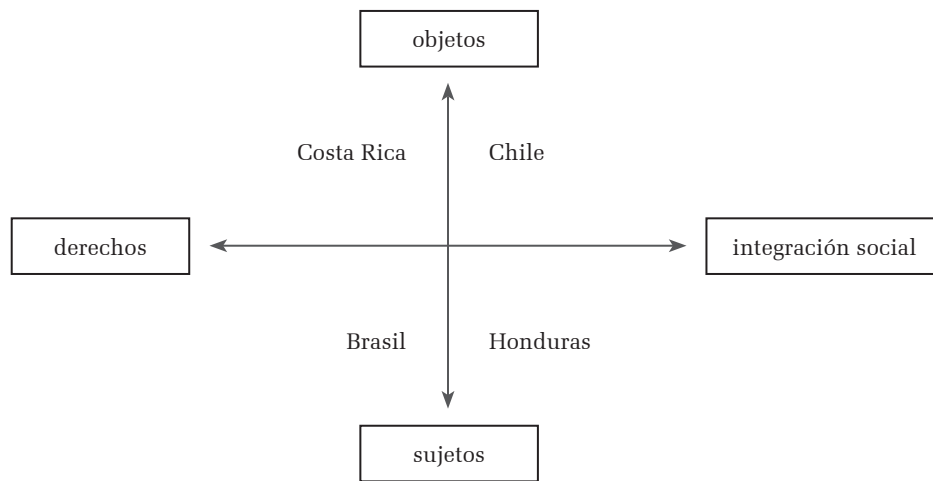 objetos
Costa Rica Chile
derechos integración social
Brasil Honduras
sujetos